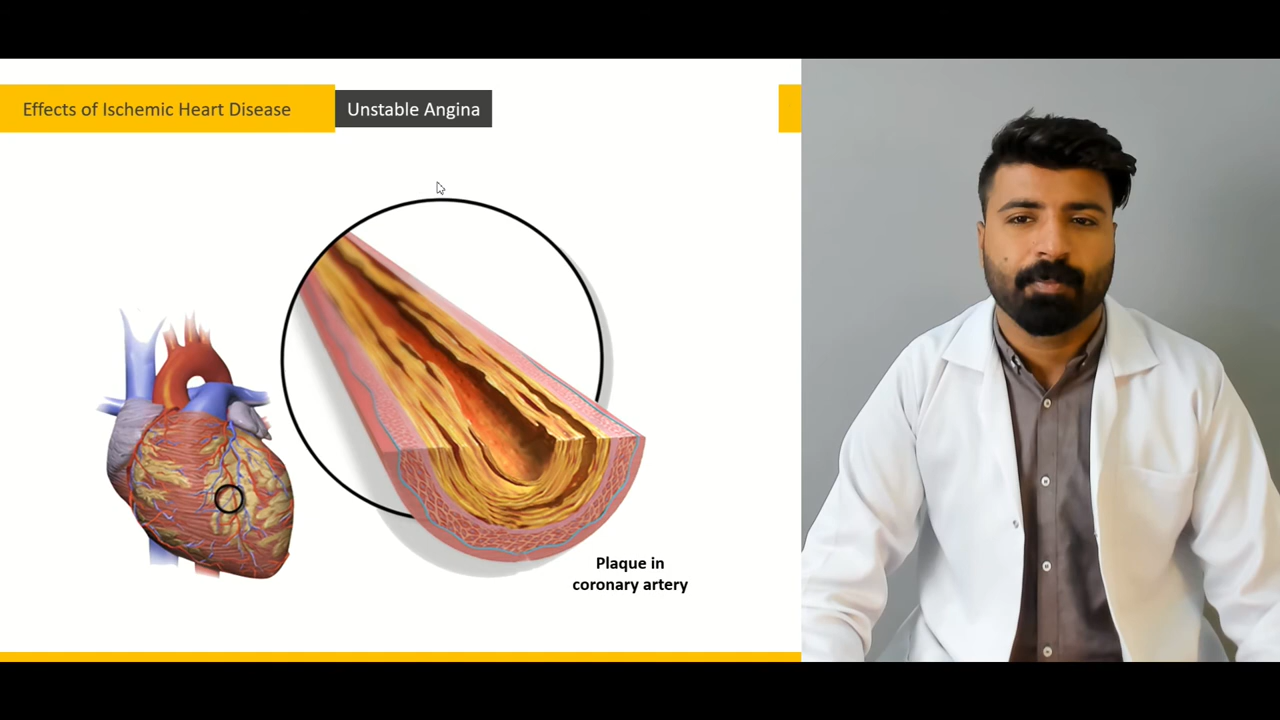 Effects of Ischemic Heart Disease
Unstable Angina
Plaque in
coronary artery